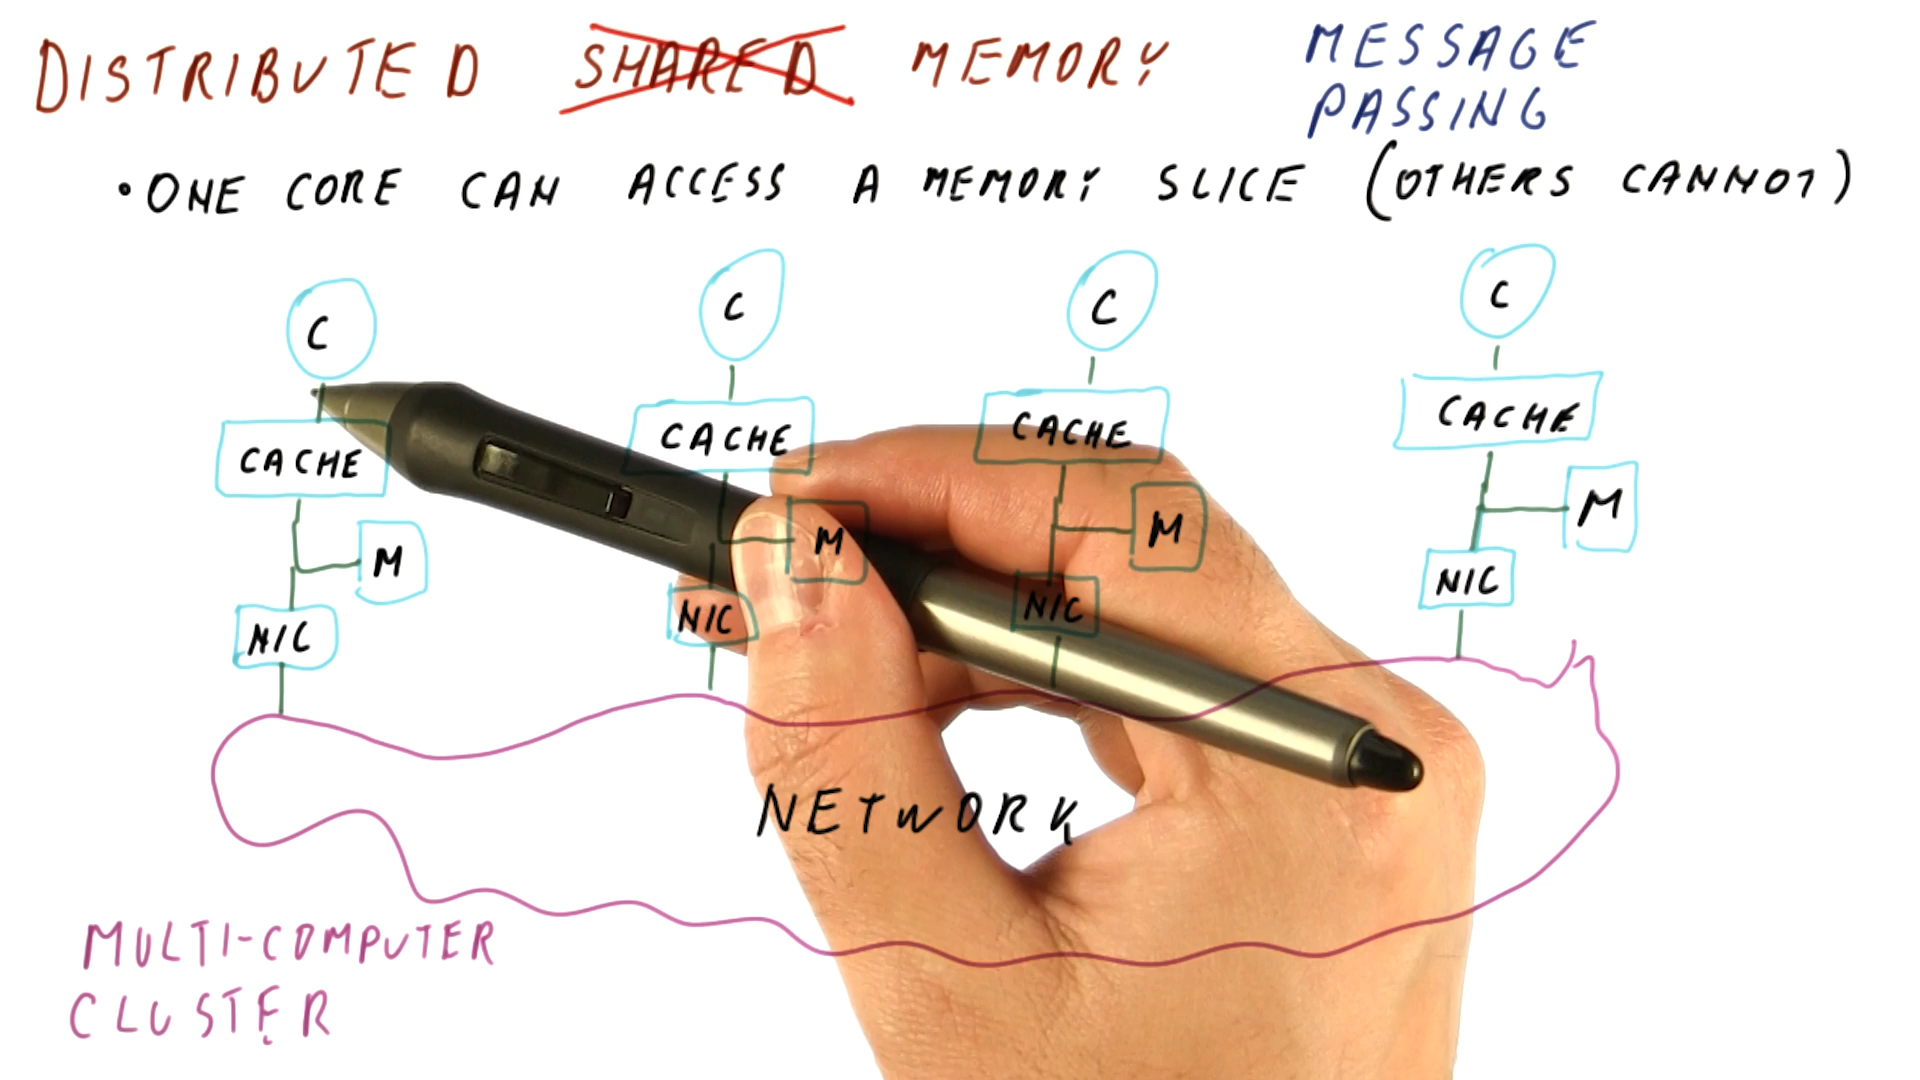 DISTRIBUTED SHARED MEMORY
MESSAGE
PASSING
• ONE CORE CAN ACCESS A MEMORY SLICE (OTHERS CANNOT)
C C C C
CACHE CACHE CACHE CACHE
M M M M
NIC NIC NIC NIC
NETWORK
MULTI-COMPUTER
CLUSTER